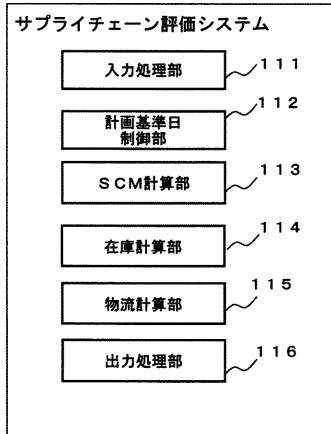 サプライチェーン評価システム
入力処理部
111
計画基準日
制御部
112
SCM計算部
113
在庫計算部
114
物流計算部
115
出力処理部
116